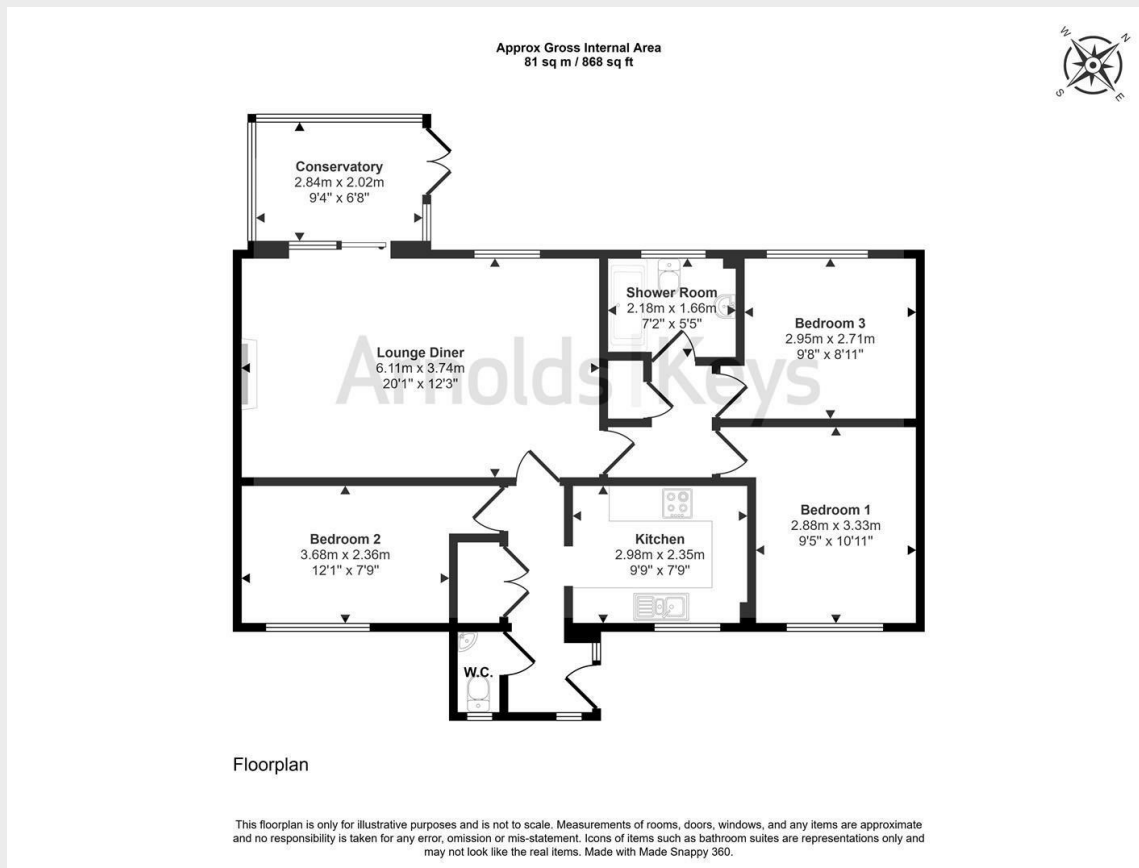 Approx Gross Internal Area
81 sq m / 868 sq ft
W
N
S
E
Conservatory
2.84m x 2.02m
9'4" x 6'8"
Shower Room
2.18m x 1.66m
7'2" x 5'5"
Bedroom 3
2.95m x 2.71m
9'8" x 8'11"
Lounge Diner
6.11m x 3.74m
20'1" x 12'3"
Arnolds | Keys
Bedroom 1
2.88m x 3.33m
9'5" x 10'11"
Bedroom 2
3.68m x 2.36m
12'1" x 7'9"
Kitchen
2.98m x 2.35m
9'9" x 7'9"
W.C.
Floorplan
This floorplan is only for illustrative purposes and is not to scale. Measurements of rooms, doors, windows, and any items are approximate
and no responsibility is taken for any error, omission or mis-statement. Icons of items such as bathroom suites are representations only and
may not look like the real items. Made with Made Snappy 360.